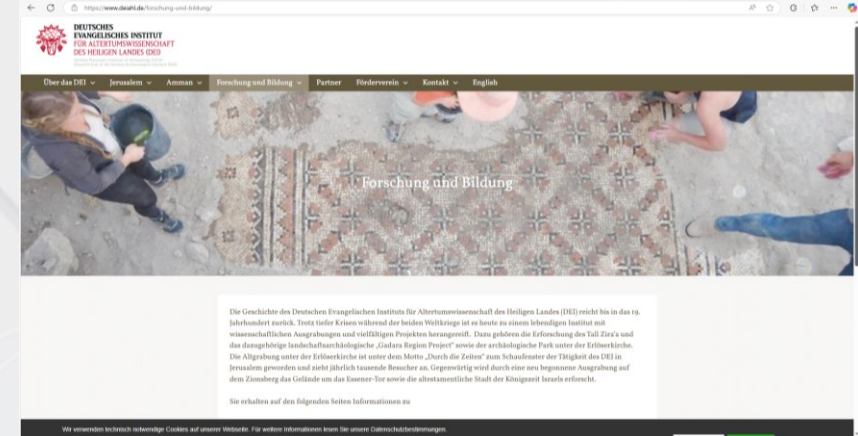 https://www.deiahl.de/forschung-und-bildung/
DEUTSCHES
EVANGELISCHES INSTITUT
FÜR ALTERTUMSWISSENSCHAFT
DES HEILIGEN LANDES (DEI)
Über das DEI
Jerusalem
Amman
Forschung und Bildung
Partner
Förderverein
Kontakt
English
Forschung und Bildung
Die Geschichte des Deutschen Evangelischen Instituts für Altertumswissenschaft des Heiligen Landes (DEI) reicht bis in das 19.
Jahrhundert zurück. Trotz tiefer Krisen während der beiden Weltkriege ist es heute zu einem lebendigen Institut mit
wissenschaftlichen Ausgrabungen und vielfältigen Projekten herangereift. Dazu gehören die Erforschung des Tall Zira‘a und
das dazugehörige landschaftsarchäologische „Gadara Region Project“ sowie der archäologische Park unter der Erlöserkirche.
Die Altgrabung unter der Erlöserkirche ist unter dem Motto „Durch die Zeiten“ zum Schaufenster der Tätigkeit des DEI in
Jerusalem geworden und zieht jährlich tausende Besucher an. Gegenwärtig wird durch eine neu begonnene Ausgrabung auf
dem Zionsberg das Gelände um das Essener-Tor sowie die alttestamentliche Stadt der Königszeit Israels erforscht.
Sie erhalten auf den folgenden Seiten Informationen zu
Wir verwenden technisch notwendige Cookies auf unserer Webseite. Für weitere Informationen lesen Sie unsere Datenschutzbestimmungen.